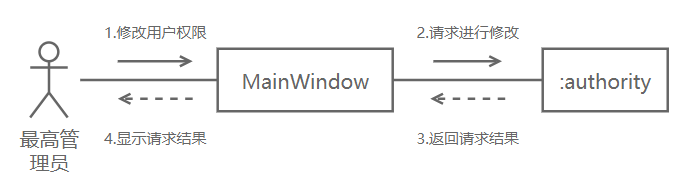 1.修改用户权限
2.请求进行修改
MainWindow
:authority
最高管
理员
4.显示请求结果
3.返回请求结果